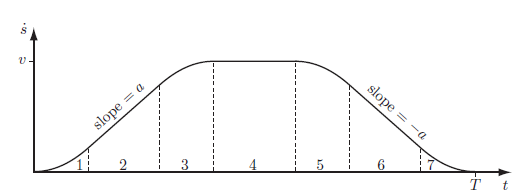 ṡ
v
slope = a
slope = −a
1 2 3 4 5 6 7
T t